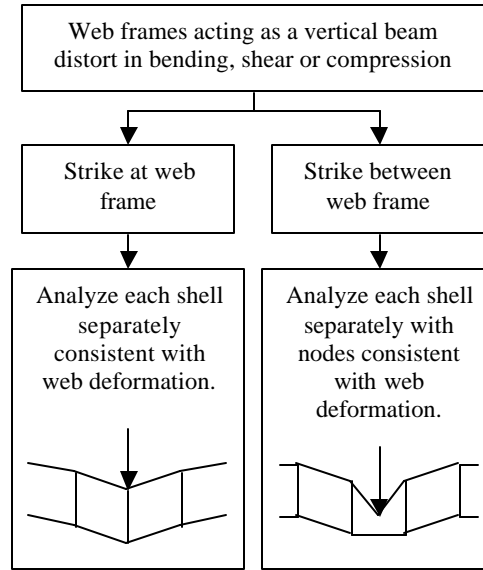 Web frames acting as a vertical beam
distort in bending, shear or compression
Strike at web
frame
Strike between
web frame
Analyze each shell
separately
consistent with
web deformation.
Analyze each shell
separately with
nodes consistent
with web
deformation.